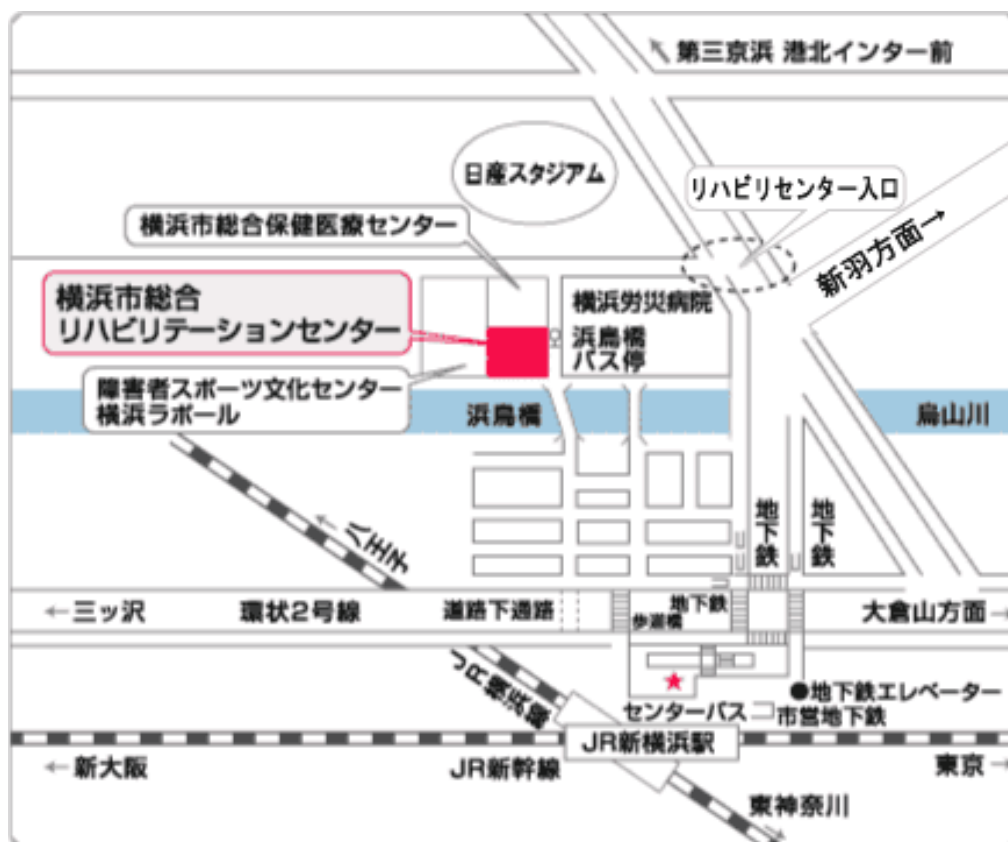 第三京浜 港北インター前
日産スタジアム
リハビリセンター入口
横浜市総合保健医療センター
新羽方面→
横浜市総合
リハビリテーションセンター
横浜労災病院
浜鳥橋
バス停
障害者スポーツ文化センター
横浜ラポール
浜鳥橋
鳥山川
地下鉄
地下鉄
八王子
←三ッ沢
環状2号線
道路下通路
地下鉄
歩道橋
大倉山方面→
JR横浜線
★
センターバス
●地下鉄エレベーター
市営地下鉄
JR新横浜駅
←新大阪
JR新幹線
東京→
東神奈川